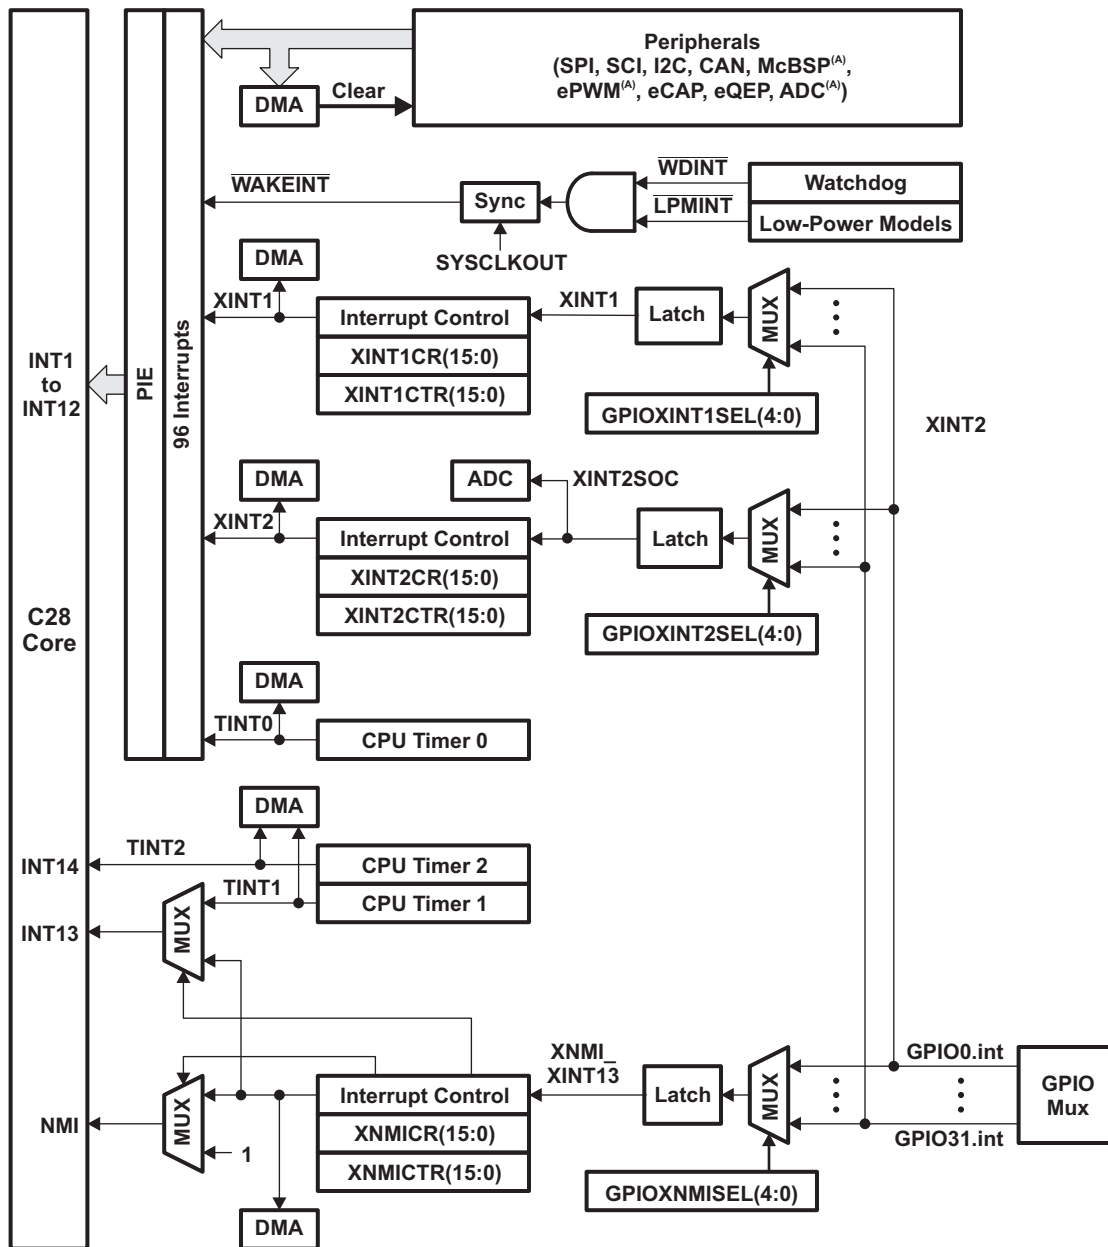 Peripherals
(SPI, SCI, I2C, CAN, McBSP(A),
ePWM(A), eCAP, eQEP, ADC(A))
DMA
Clear
WAKEINT
Sync
SYSCLKOUT
WDINT
LPMINT
Watchdog
Low-Power Models
DMA
XINT1
Interrupt Control
XINT1CR(15:0)
XINT1CTR(15:0)
XINT1
Latch
MUX
GPIOXINT1SEL(4:0)
INT1
to
INT12
PIE
96 Interrupts
XINT2
DMA
XINT2
Interrupt Control
XINT2CR(15:0)
XINT2CTR(15:0)
ADC
XINT2SOC
Latch
MUX
GPIOXINT2SEL(4:0)
C28
Core
DMA
TINT0
CPU Timer 0
DMA
INT14
TINT2
CPU Timer 2
TINT1
CPU Timer 1
INT13
MUX
NMI
MUX
1
Interrupt Control
XNMICR(15:0)
XNMICTR(15:0)
DMA
XNMI_
XINT13
Latch
MUX
GPIOXNMISEL(4:0)
GPIO0.int
GPIO31.int
GPIO
Mux